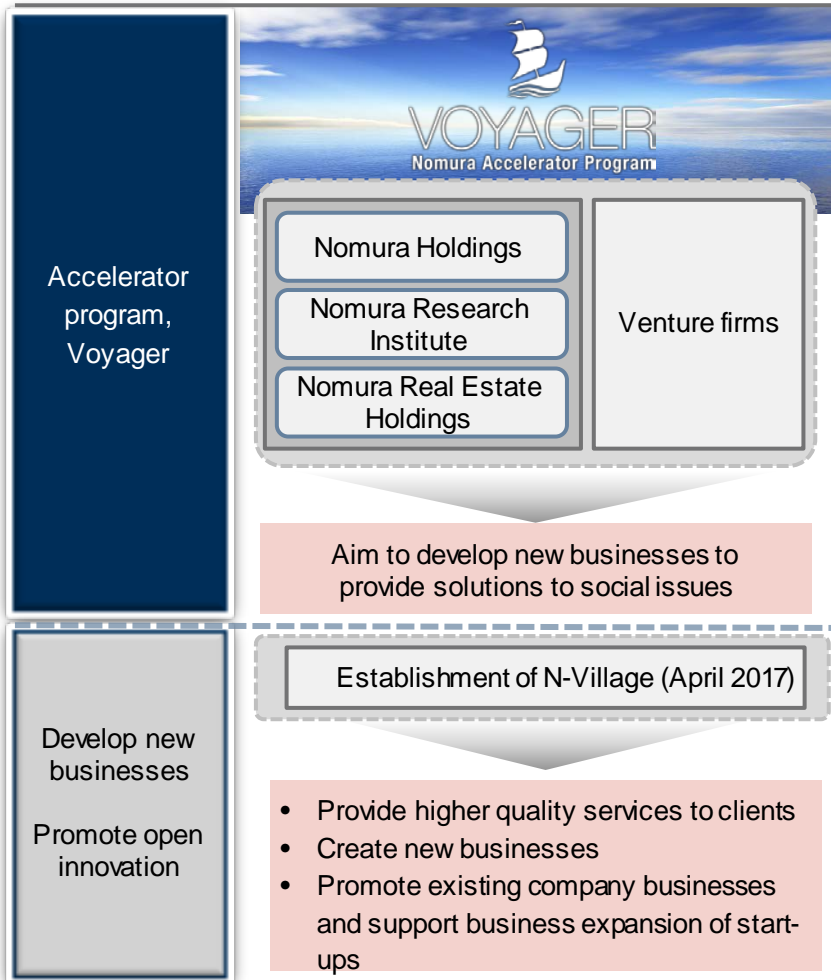 VOYAGER
Nomura Accelerator Program
Accelerator
program,
Voyager
Nomura Holdings
Nomura Research
Institute
Nomura Real Estate
Holdings
Venture firms
Aim to develop new businesses to
provide solutions to social issues
Develop new
businesses
Promote open
innovation
Establishment of N-Village (April 2017)
• Provide higher quality services to clients
• Create new businesses
• Promote existing company businesses
and support business expansion of start-
ups